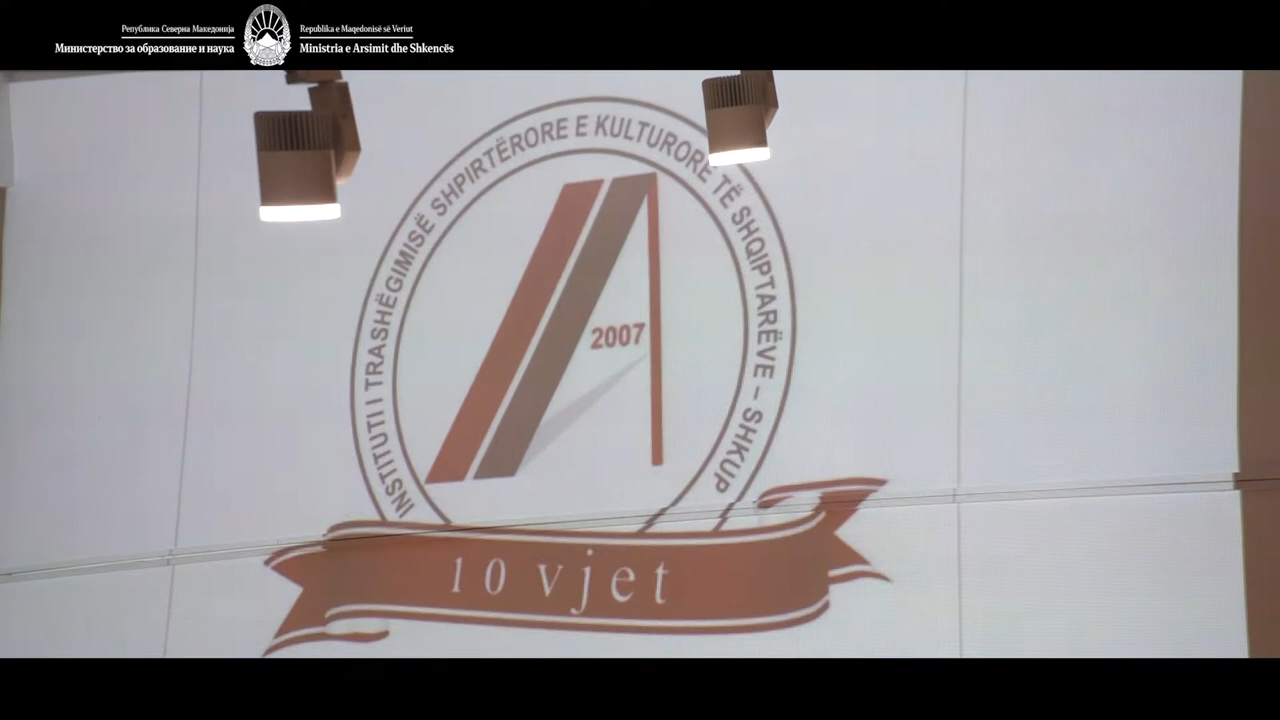 Република Северна Македонија
Министерство за образование и наука
Republika e Maqedonisë së Veriut
Ministria e Arsimit dhe Shkencës
INSTITUTI I TRASHËGIMISË SHPIRTËRORE E KULTURORE TË SHQIPTARËVE – SHKUP
2007
10 vjet